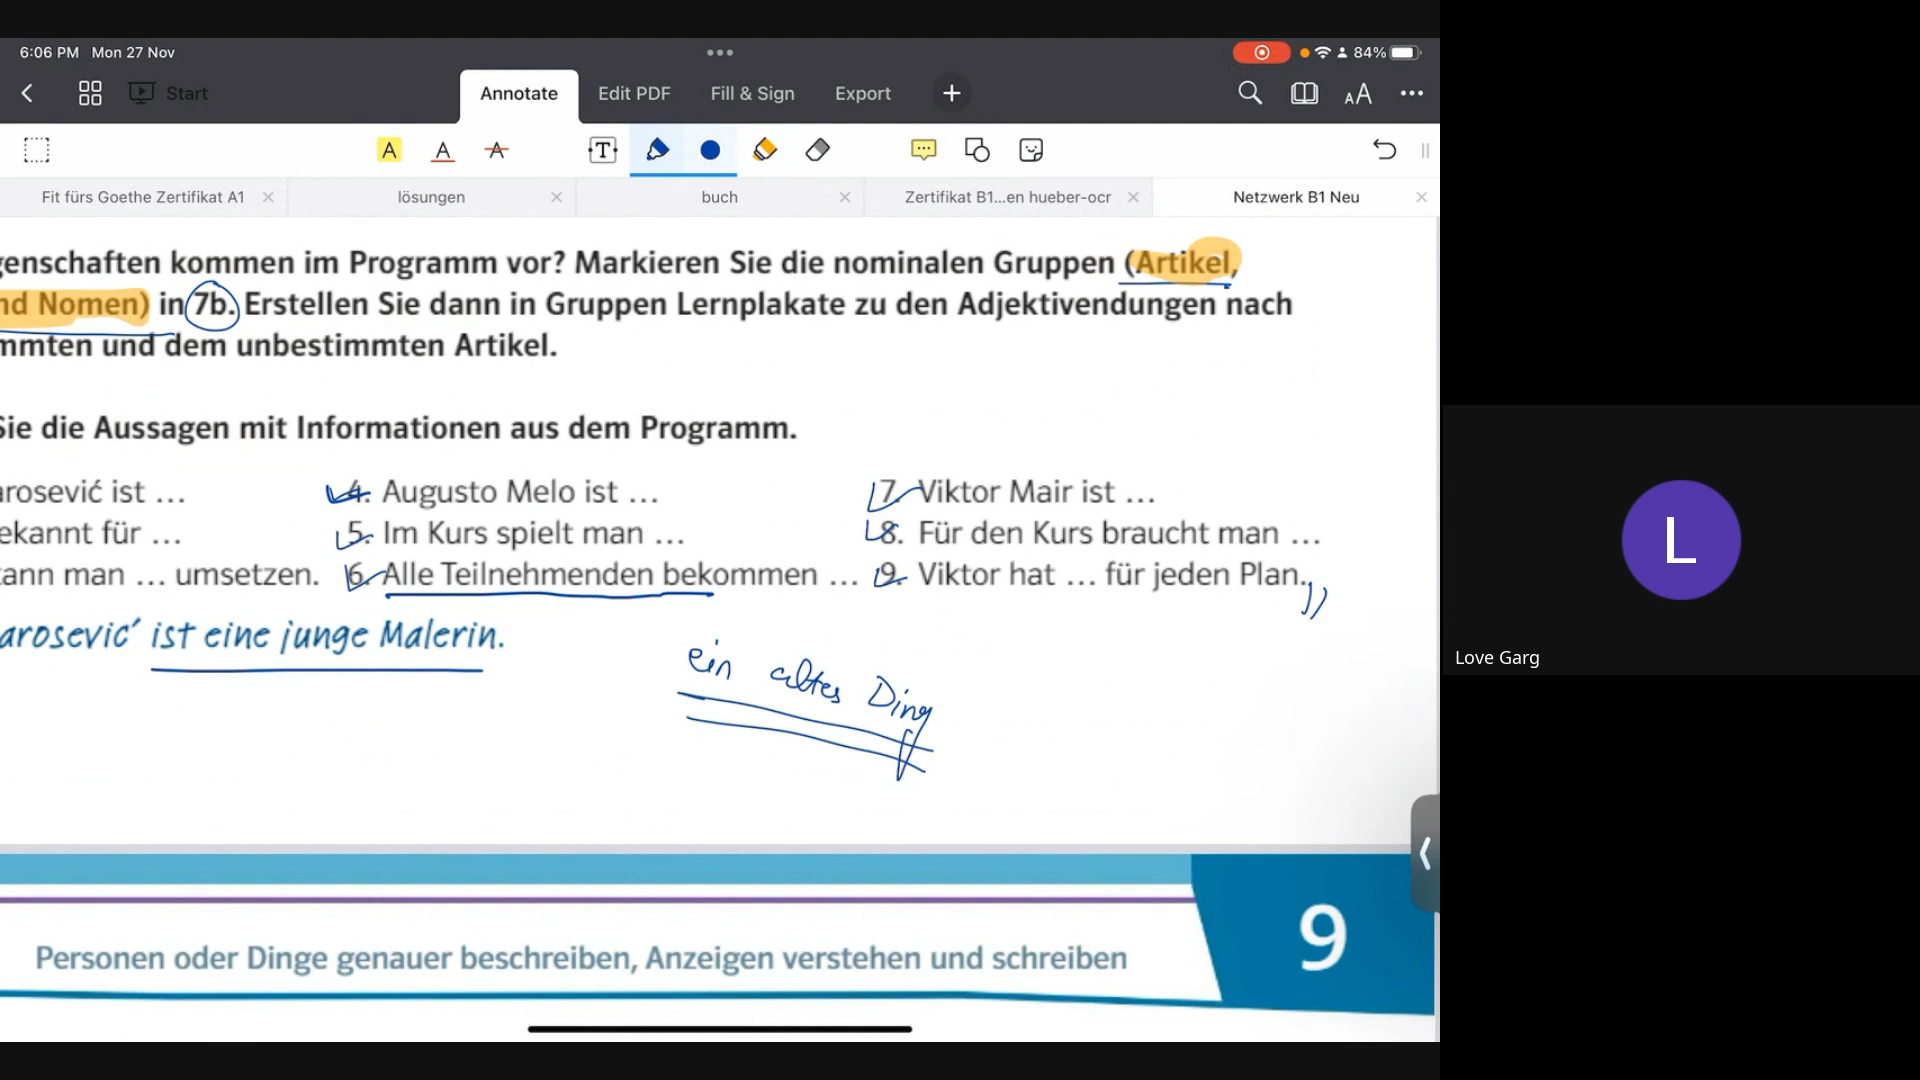 6:06 PM Mon 27 Nov
84%
Start
Annotate
Edit PDF
Fill & Sign
Export
Fit fürs Goethe Zertifikat A1
lösungen
buch
Zertifikat B1...en hueber-ocr
Netzwerk B1 Neu
genschaften kommen im Programm vor? Markieren Sie die nominalen Gruppen (Artikel,
nd Nomen) in 7b. Erstellen Sie dann in Gruppen Lernplakate zu den Adjektivendungen nach
mmten und dem unbestimmten Artikel.
Sie die Aussagen mit Informationen aus dem Programm.
arosević ist … 4. Augusto Melo ist … 7. Viktor Mair ist …
ekannt für … 5. Im Kurs spielt man … 8. Für den Kurs braucht man …
kann man … umsetzen. 6. Alle Teilnehmenden bekommen … 9. Viktor hat … für jeden Plan.
arosević ist eine junge Malerin.
ein altes Ding
L
Love Garg
Personen oder Dinge genauer beschreiben, Anzeigen verstehen und schreiben
9